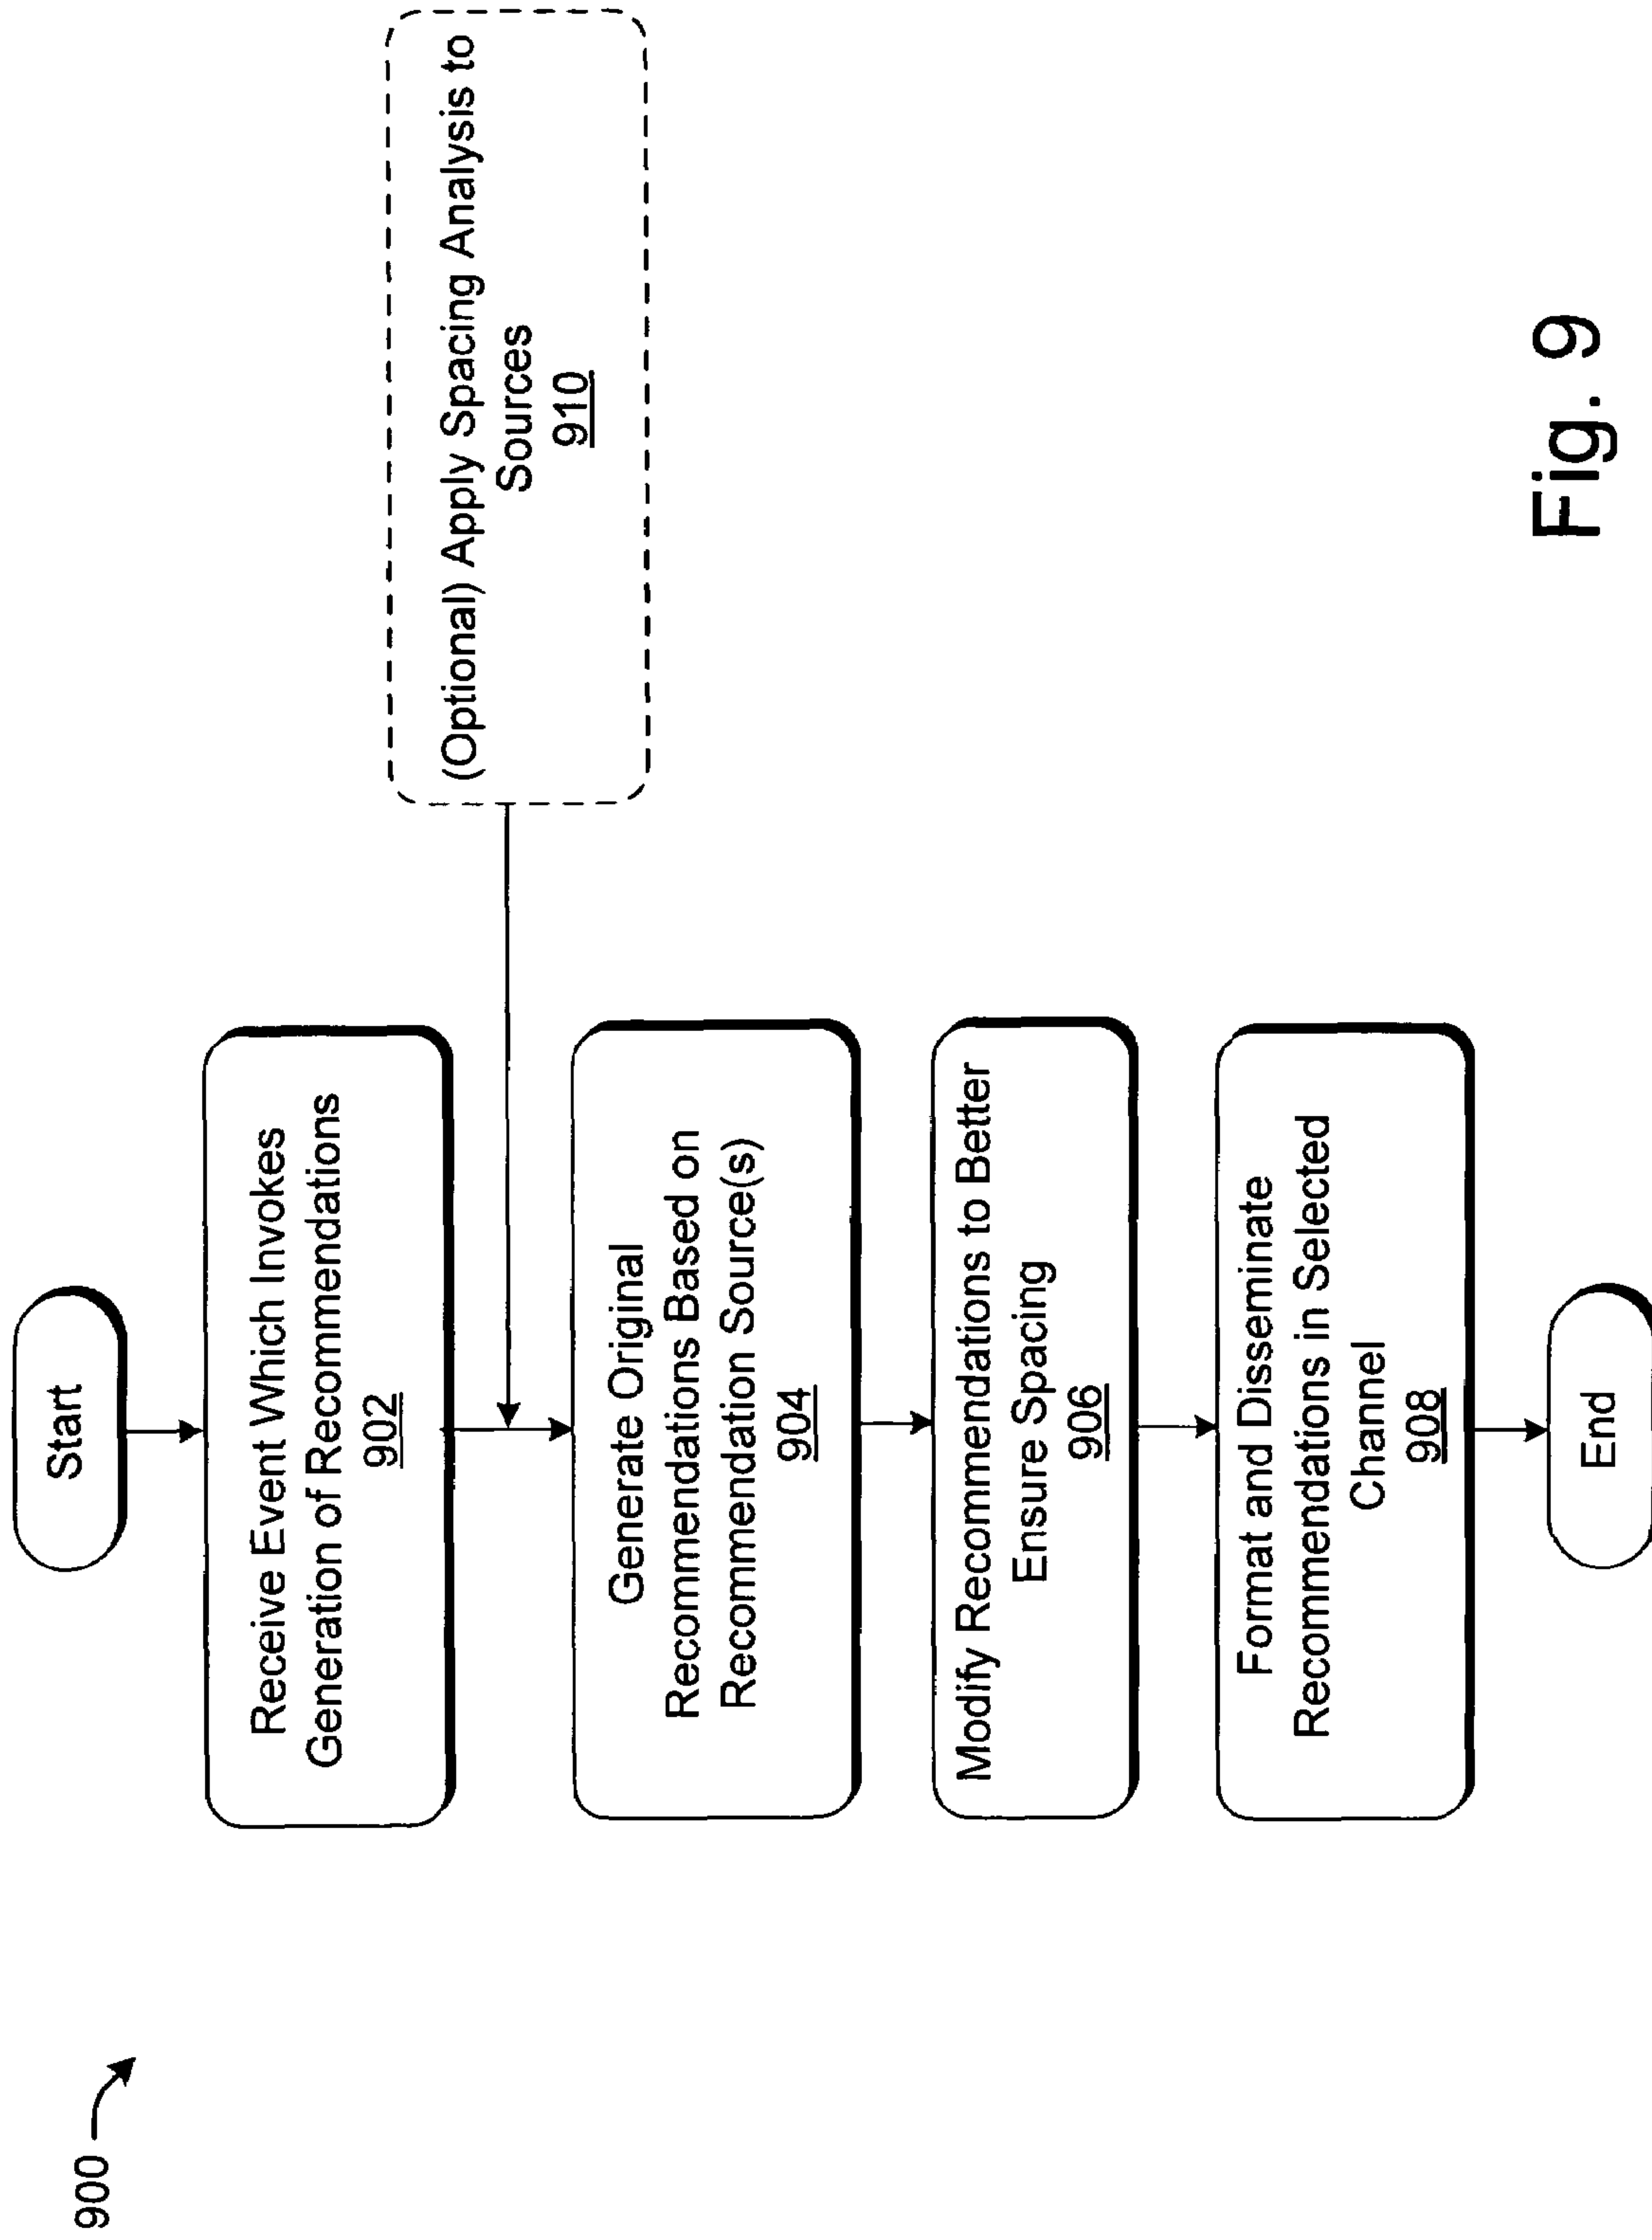 900
Start
Receive Event Which Invokes
Generation of Recommendations
902
(Optional) Apply Spacing Analysis to
Sources
910
Generate Original
Recommendations Based on
Recommendation Source(s)
904
Modify Recommendations to Better
Ensure Spacing
906
Format and Disseminate
Recommendations in Selected
Channel
908
End
Fig. 9